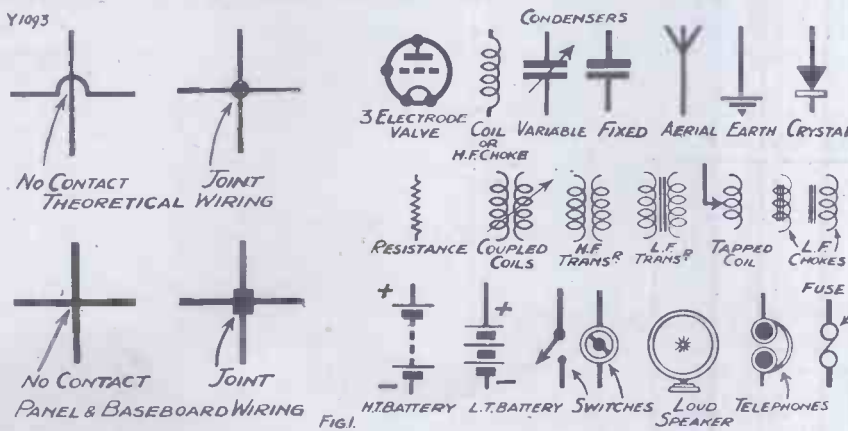 Y1093
CONDENSERS
3 ELECTRODE VALVE
COIL OR H.F. CHOKE
VARIABLE
FIXED
AERIAL
EARTH
CRYSTAL
NO CONTACT
JOINT
THEORETICAL WIRING
RESISTANCE
COUPLED COILS
H.F TRANSR
L.F TRANSR
TAPPED COIL
L.F CHOKES
FUSE
+
-
+
-
NO CONTACT
JOINT
PANEL & BASEBOARD WIRING
FIG.1.
H.T. BATTERY
L.T. BATTERY
SWITCHES
LOUD SPEAKER
TELEPHONES